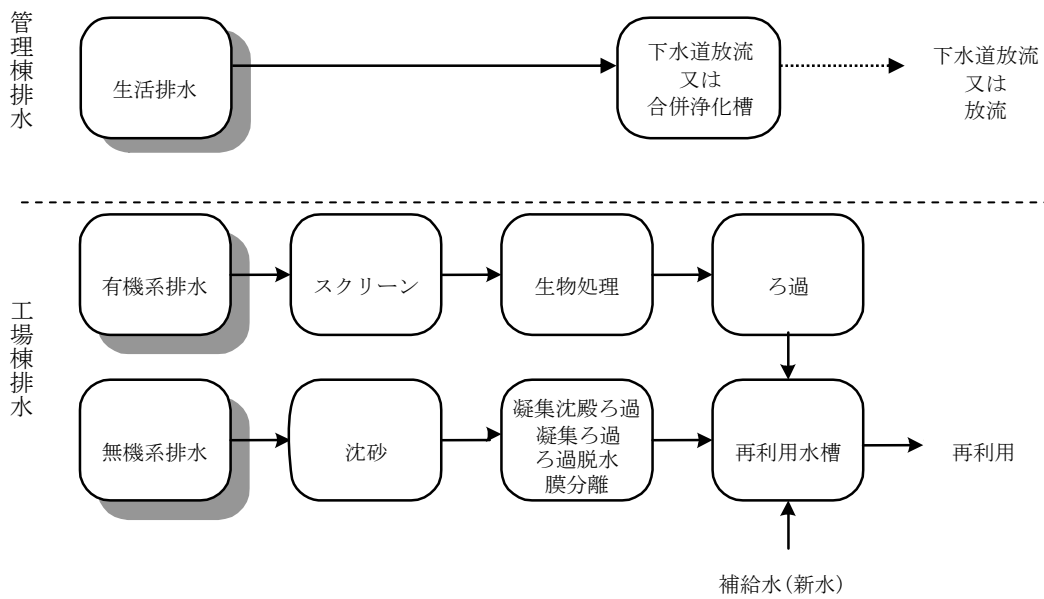 管理棟排水
生活排水
下水道放流
又は
合併浄化槽
下水道放流
又は
放流
工場棟排水
有機系排水
スクリーン
生物処理
ろ過
無機系排水
沈砂
凝集沈殿ろ過
凝集ろ過
ろ過脱水
膜分離
再利用水槽
再利用
補給水(新水)